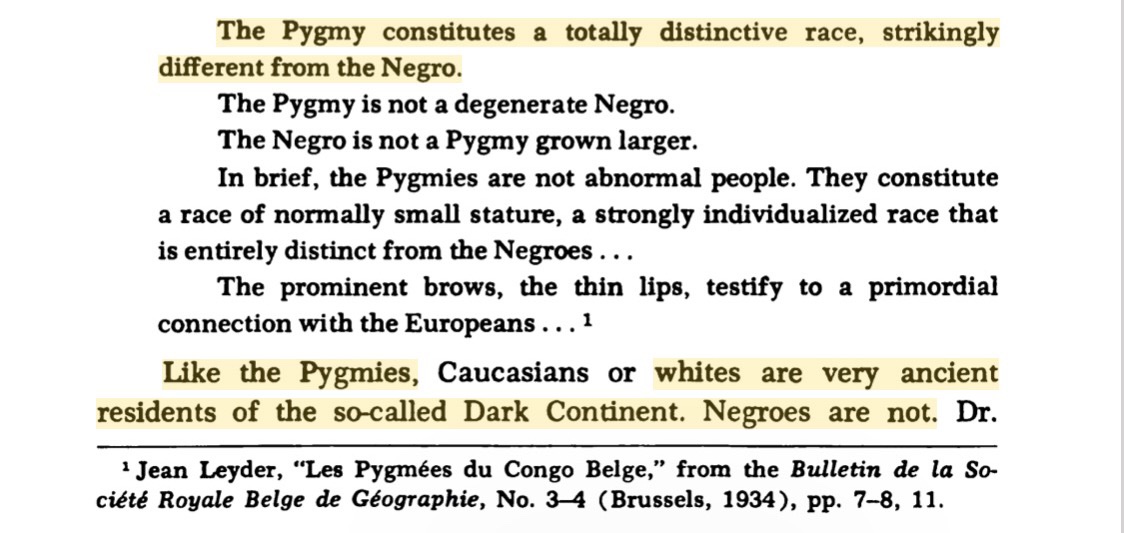 The Pygmy constitutes a totally distinctive race, strikingly
different from the Negro.
The Pygmy is not a degenerate Negro.
The Negro is not a Pygmy grown larger.
In brief, the Pygmies are not abnormal people. They constitute
a race of normally small stature, a strongly individualized race that
is entirely distinct from the Negroes . . .
The prominent brows, the thin lips, testify to a primordial
connection with the Europeans . . . ¹
Like the Pygmies, Caucasians or whites are very ancient
residents of the so-called Dark Continent. Negroes are not. Dr.
¹ Jean Leyder, “Les Pygmées du Congo Belge,” from the Bulletin de la So-
ciété Royale Belge de Géographie, No. 3–4 (Brussels, 1934), pp. 7–8, 11.